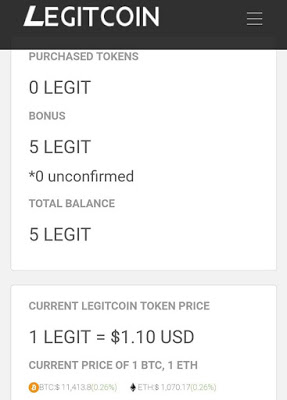 LEGITCOIN
PURCHASED TOKENS
0 LEGIT
BONUS
5 LEGIT
*0 unconfirmed
TOTAL BALANCE
5 LEGIT
CURRENT LEGITCOIN TOKEN PRICE
1 LEGIT = $1.10 USD
CURRENT PRICE OF 1 BTC, 1 ETH
BTC:$ 11,413.8(0.26%) ETH:$ 1,070.17(0.26%)